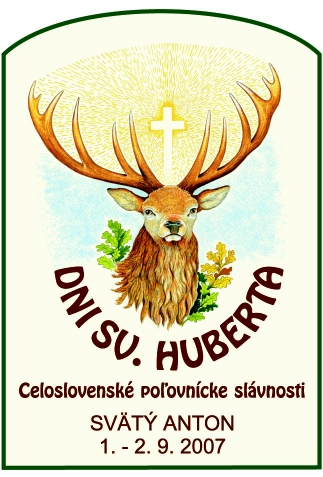 DNI SV. HUBERTA
Celoslovenské poľovnícke slávnosti
SVÄTÝ ANTON
1. - 2. 9. 2007